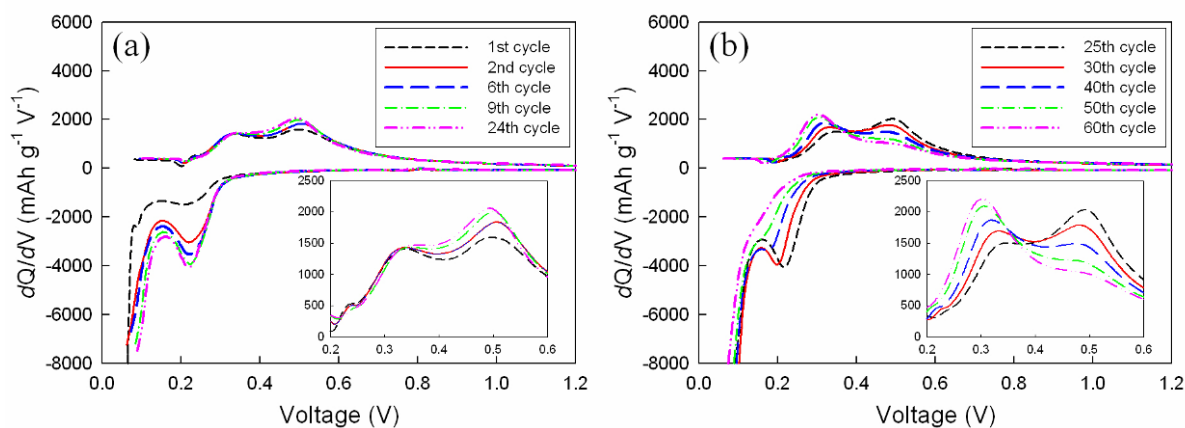 (a)
6000
4000
2000
0
-2000
-4000
-6000
-8000
dQ/dV (mAh g⁻¹ V⁻¹)
1st cycle
2nd cycle
6th cycle
9th cycle
24th cycle
2500
2000
1500
1000
500
0
0.2 0.3 0.4 0.5 0.6
0.0 0.2 0.4 0.6 0.8 1.0 1.2
Voltage (V)
(b)
6000
4000
2000
0
-2000
-4000
-6000
-8000
dQ/dV (mAh g⁻¹ V⁻¹)
25th cycle
30th cycle
40th cycle
50th cycle
60th cycle
2500
2000
1500
1000
500
0
0.2 0.3 0.4 0.5 0.6
0.0 0.2 0.4 0.6 0.8 1.0 1.2
Voltage (V)